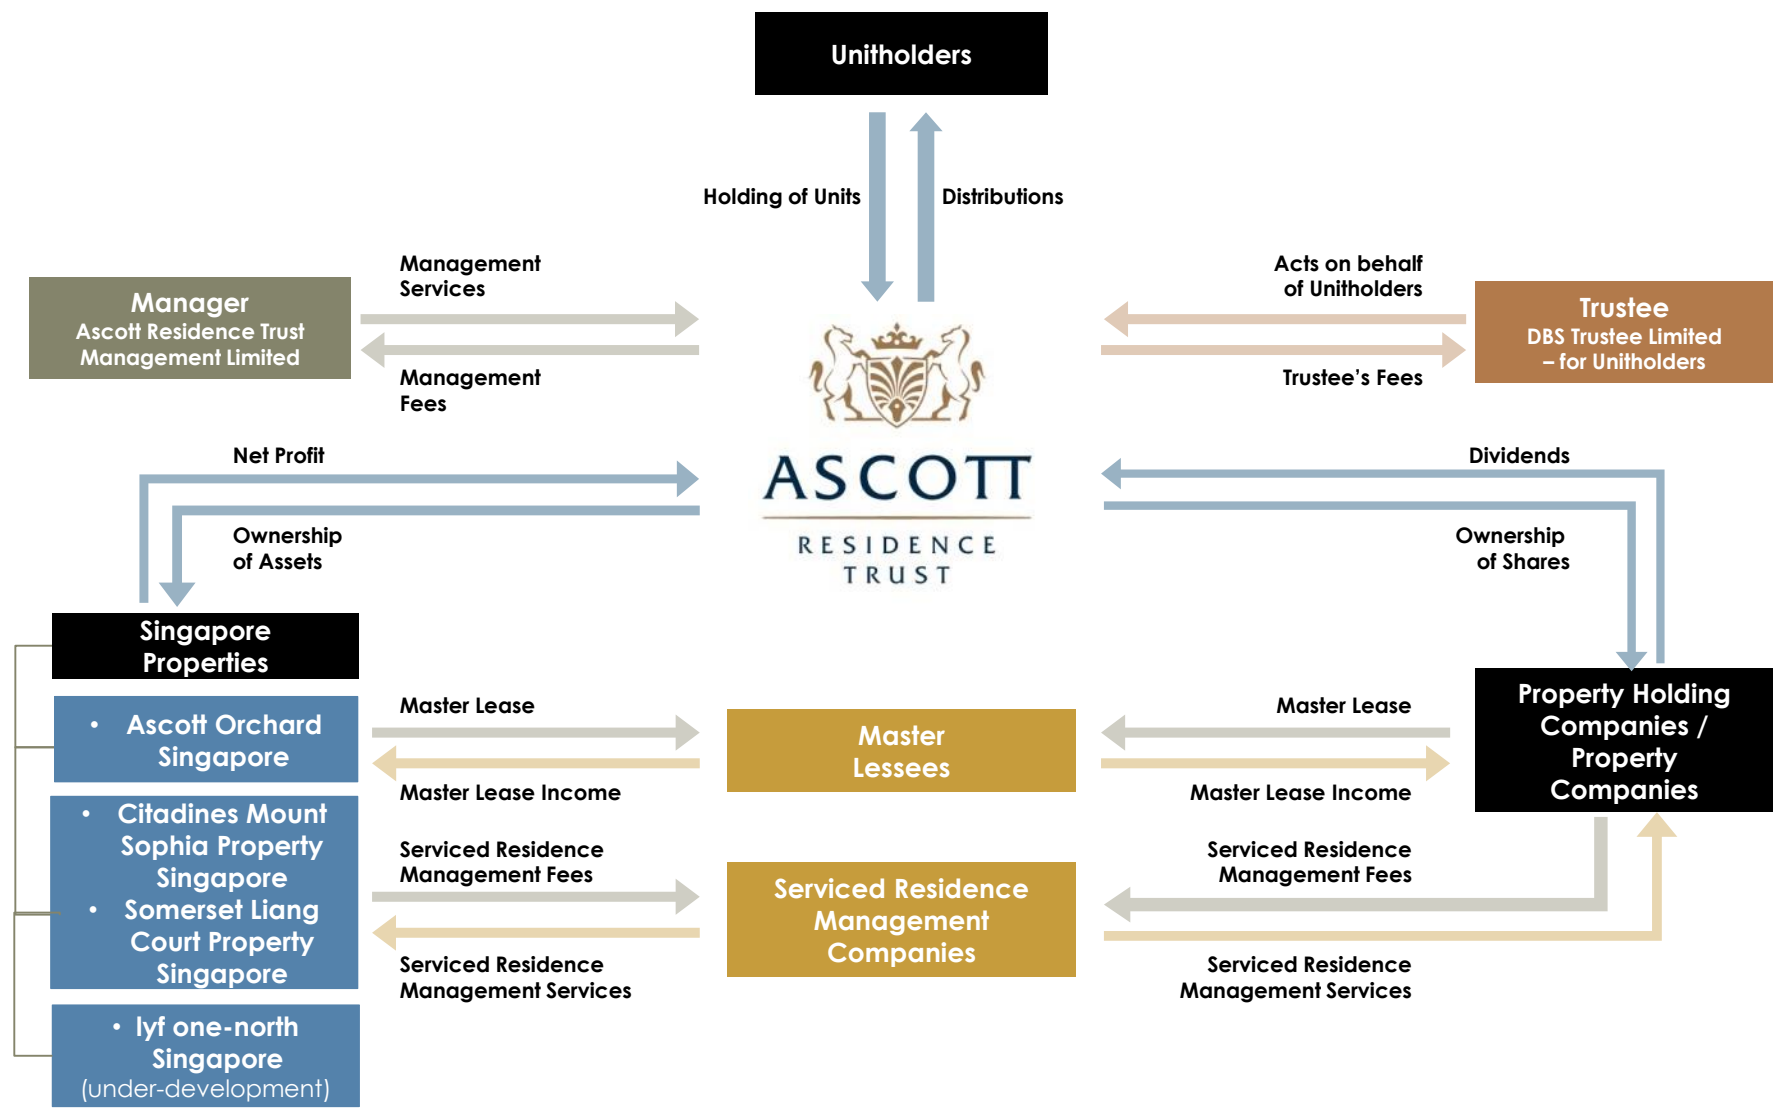 Unitholders
Holding of Units
Distributions
Management
Services
Acts on behalf
of Unitholders
Manager
Ascott Residence Trust
Management Limited
Trustee
DBS Trustee Limited
– for Unitholders
Management
Fees
Trustee’s Fees
Net Profit
Dividends
ASCOTT
RESIDENCE
TRUST
Ownership
of Assets
Ownership
of Shares
Singapore
Properties
• Ascott Orchard
Singapore
Master Lease
Master Lease Income
Master
Lessees
Master Lease
Master Lease Income
Property Holding
Companies /
Property
Companies
• Citadines Mount
Sophia Property
Singapore
• Somerset Liang
Court Property
Singapore
Serviced Residence
Management Fees
Serviced Residence
Management Services
Serviced Residence
Management
Companies
Serviced Residence
Management Fees
Serviced Residence
Management Services
• lyf one-north
Singapore
(under-development)